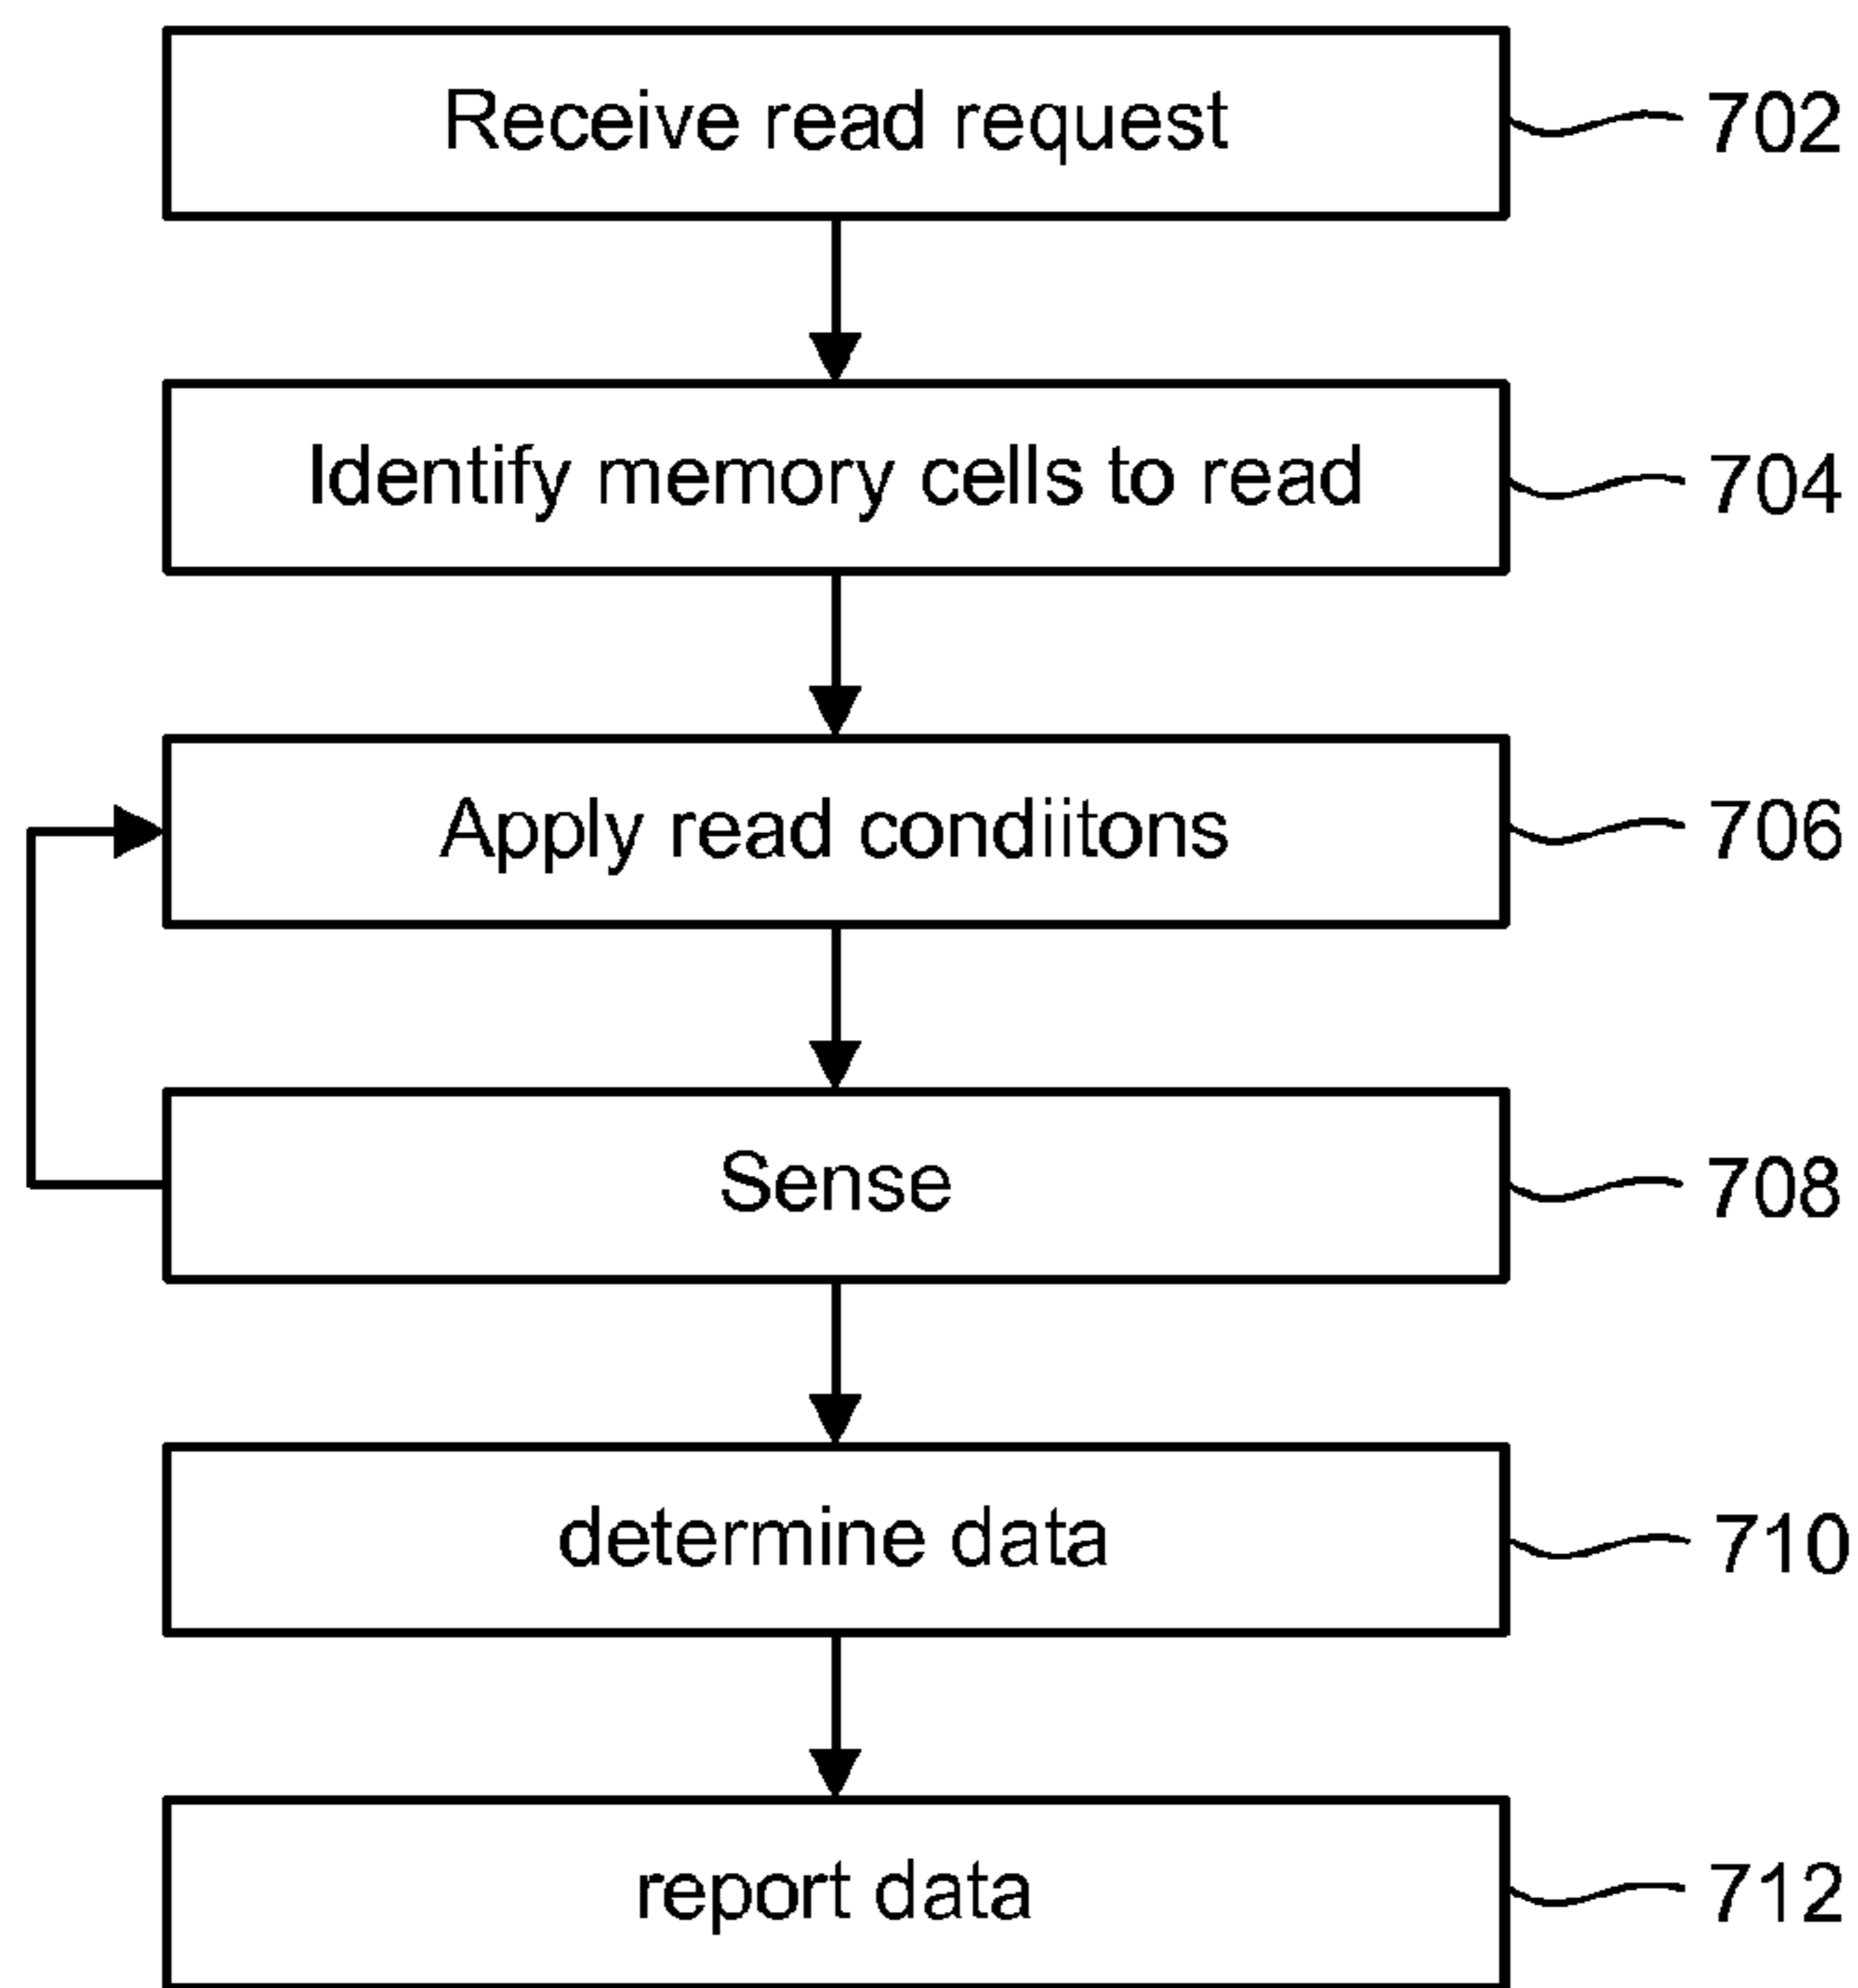 Receive read request 702
Identify memory cells to read 704
Apply read condiitons 706
Sense 708
determine data 710
report data 712